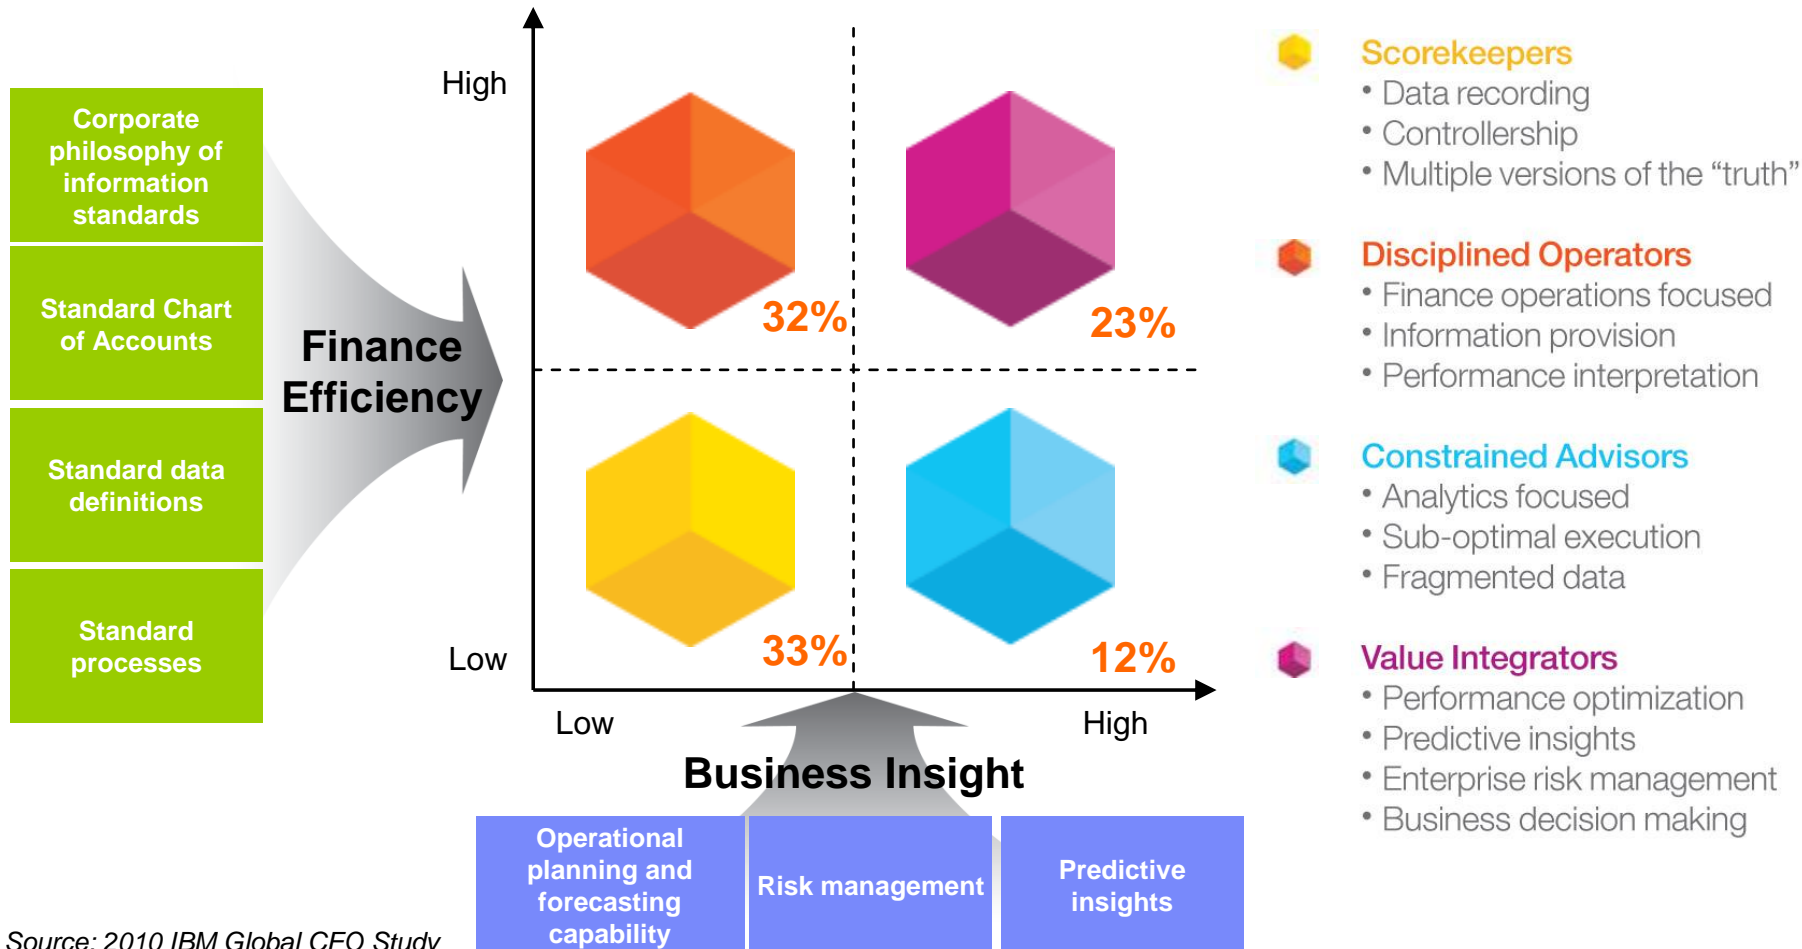 Corporate
philosophy of
information
standards
Standard Chart
of Accounts
Standard data
definitions
Standard
processes
Finance
Efficiency
High
Low
32%
23%
33%
12%
Low
High
Business Insight
Operational
planning and
forecasting
capability
Risk management
Predictive
insights
Scorekeepers
• Data recording
• Controllership
• Multiple versions of the “truth”
Disciplined Operators
• Finance operations focused
• Information provision
• Performance interpretation
Constrained Advisors
• Analytics focused
• Sub-optimal execution
• Fragmented data
Value Integrators
• Performance optimization
• Predictive insights
• Enterprise risk management
• Business decision making
Source: 2010 IBM Global CFO Study